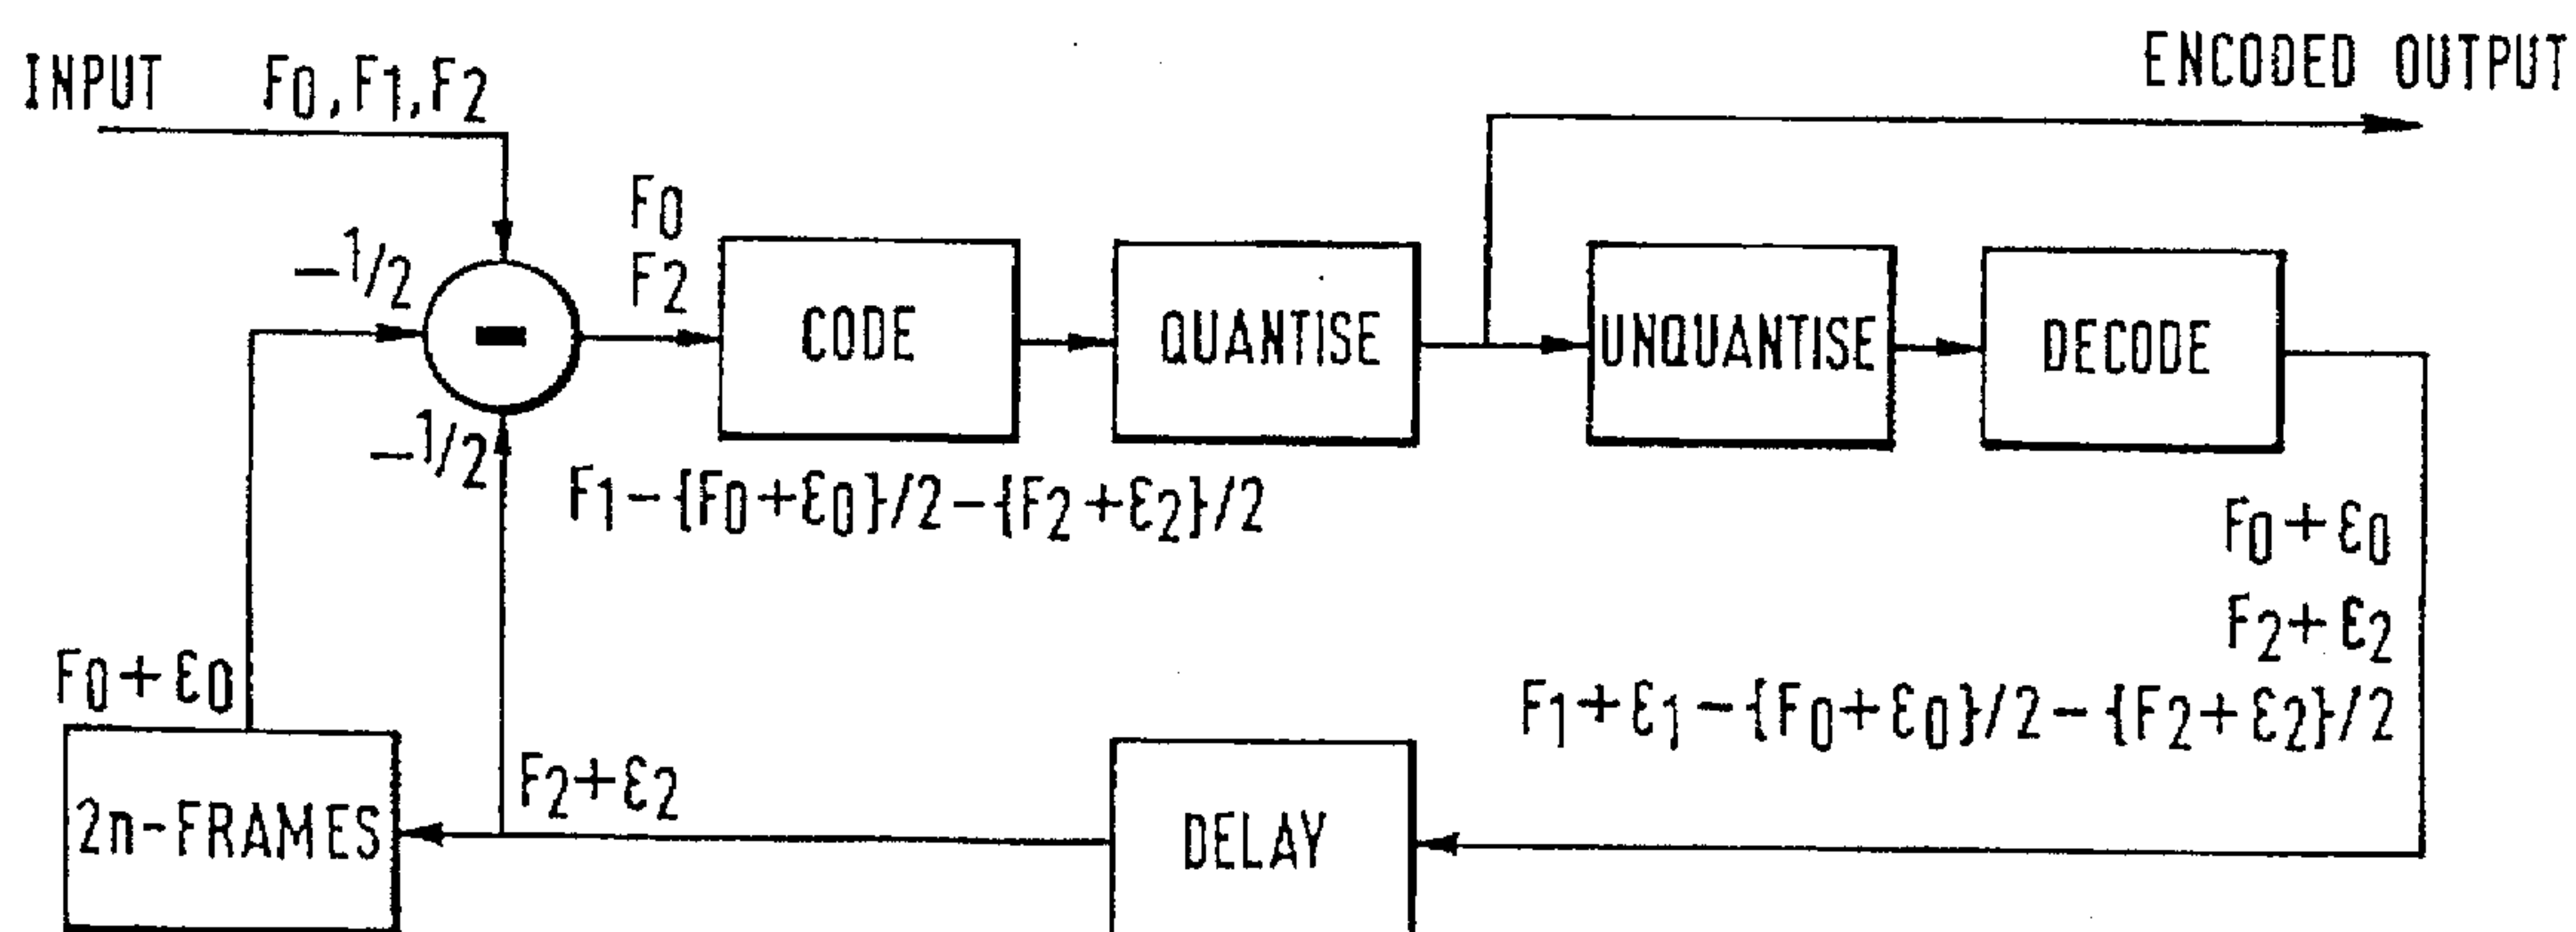 INPUT F0, F1, F2
ENCODED OUTPUT
F0
F2
-1/2
CODE
QUANTISE
UNQUANTISE
DECODE
-1/2
F1-{F0+ε0}/2-{F2+ε2}/2
F0+ε0
F2+ε2
F1+ε1-{F0+ε0}/2-{F2+ε2}/2
F0+ε0
F2+ε2
2n-FRAMES
DELAY